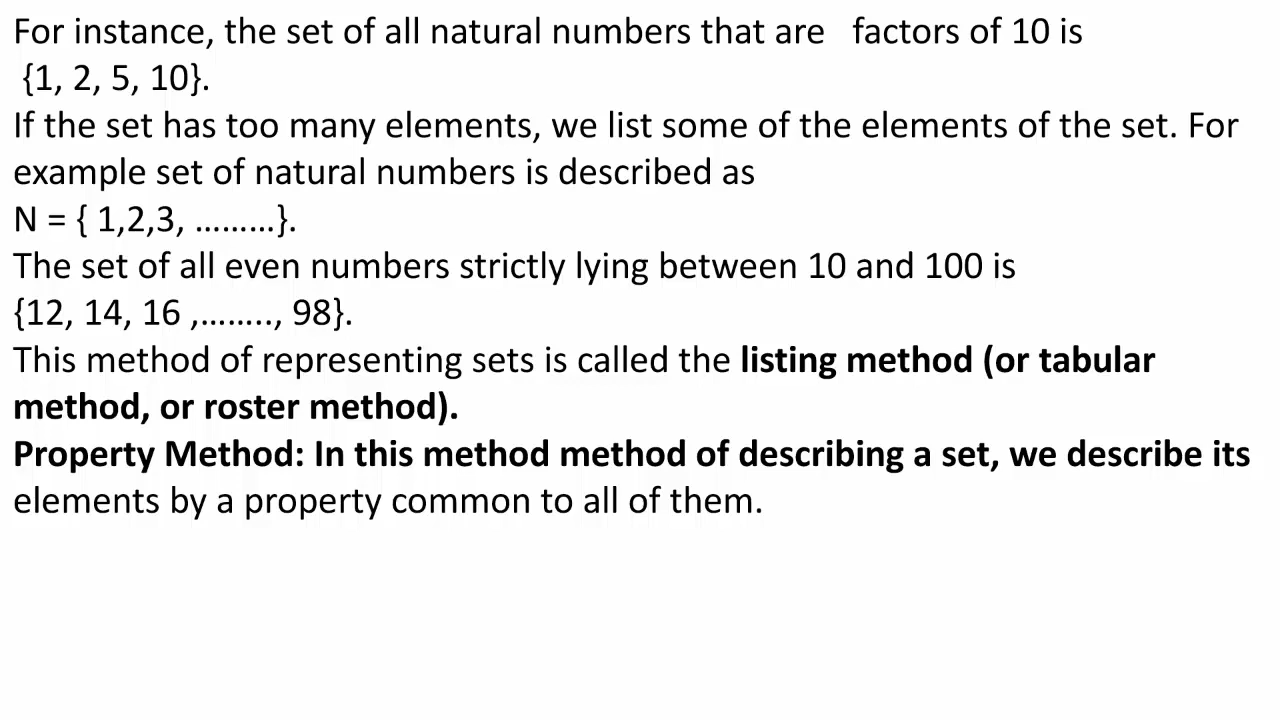 For instance, the set of all natural numbers that are   factors of 10 is
{1, 2, 5, 10}.
If the set has too many elements, we list some of the elements of the set. For
example set of natural numbers is described as
N = { 1,2,3, ………}.
The set of all even numbers strictly lying between 10 and 100 is
{12, 14, 16 ,…….., 98}.
This method of representing sets is called the listing method (or tabular
method, or roster method).
Property Method: In this method method of describing a set, we describe its
elements by a property common to all of them.